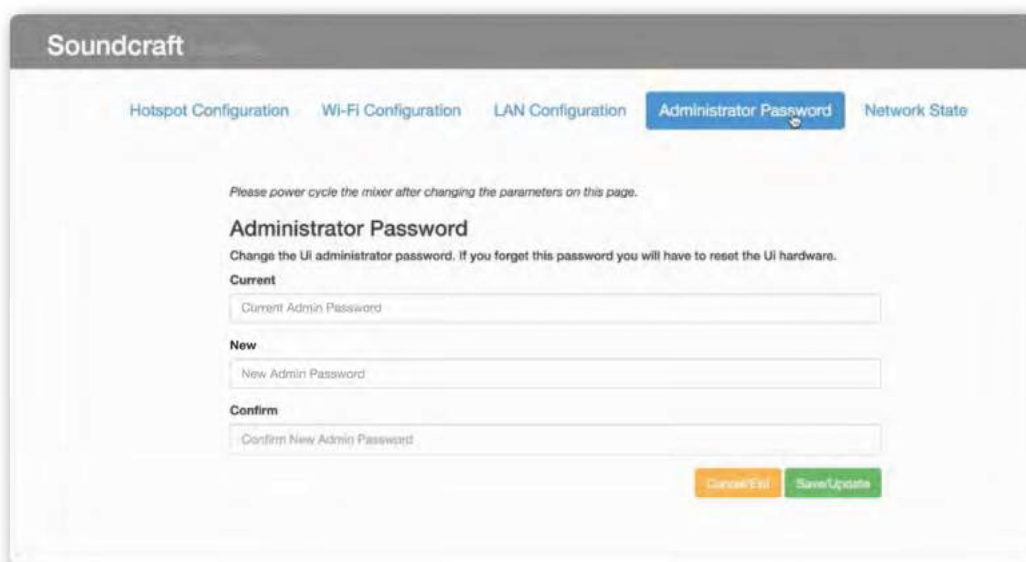 Soundcraft
Hotspot Configuration Wi-Fi Configuration LAN Configuration Administrator Password Network State
Please power cycle the mixer after changing the parameters on this page.
Administrator Password
Change the Ui administrator password. If you forget this password you will have to reset the Ui hardware.
Current
Current Admin Password
New
New Admin Password
Confirm
Confirm New Admin Password
Cancel/Exit Save/Update